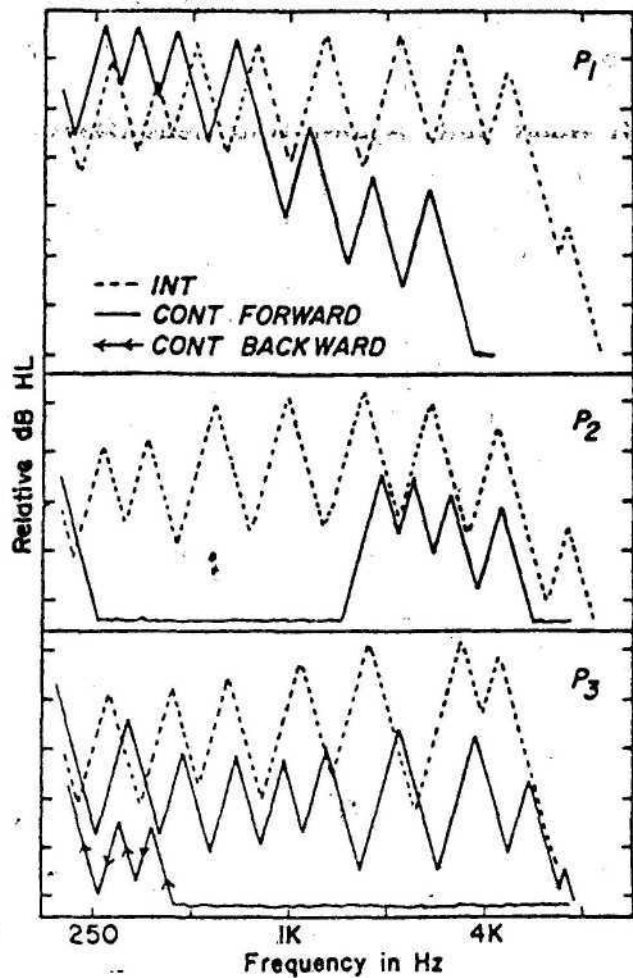 P1
INT
CONT FORWARD
CONT BACKWARD
P2
P3
Relative dB HL
250 1K 4K
Frequency in Hz